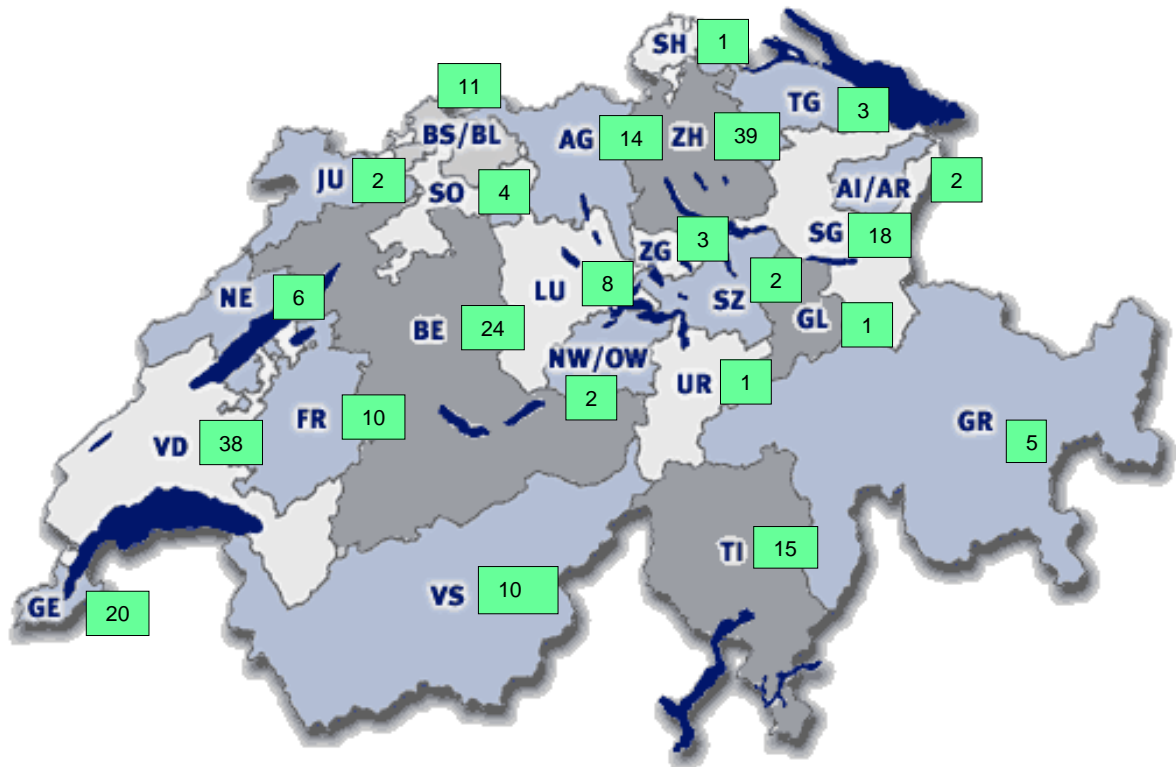 SH 1
11
TG 3
BS/BL
AG 14
ZH 39
JU 2
SO 4
AI/AR 2
ZG 3
SG 18
NE 6
LU 8
SZ 2
BE 24
GL 1
NW/OW
2
UR 1
FR 10
GR 5
VD 38
TI 15
VS 10
GE 20